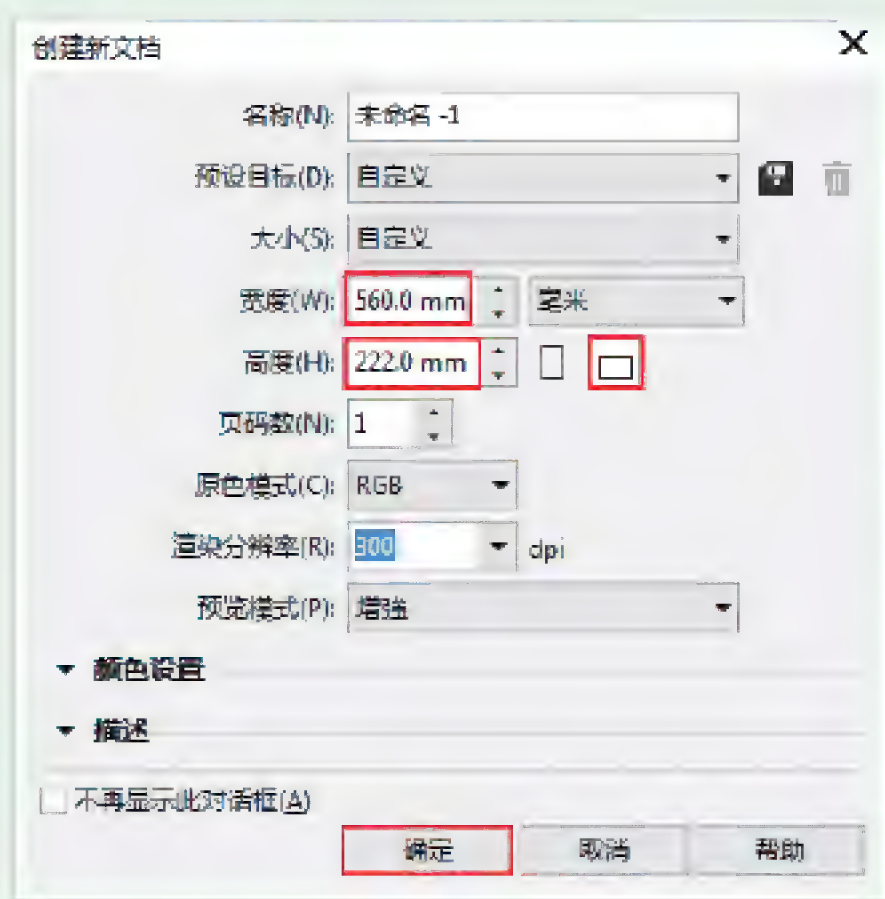 创建新文档
名称(N): 未命名 -1
预设目标(D): 自定义
大小(S): 自定义
宽度(W): 560.0 mm 毫米
高度(H): 222.0 mm
页码数(N): 1
原色模式(C): RGB
渲染分辨率(R): 300 dpi
预览模式(P): 增强
颜色设置
描述
不再显示此对话框(A)
确定 取消 帮助